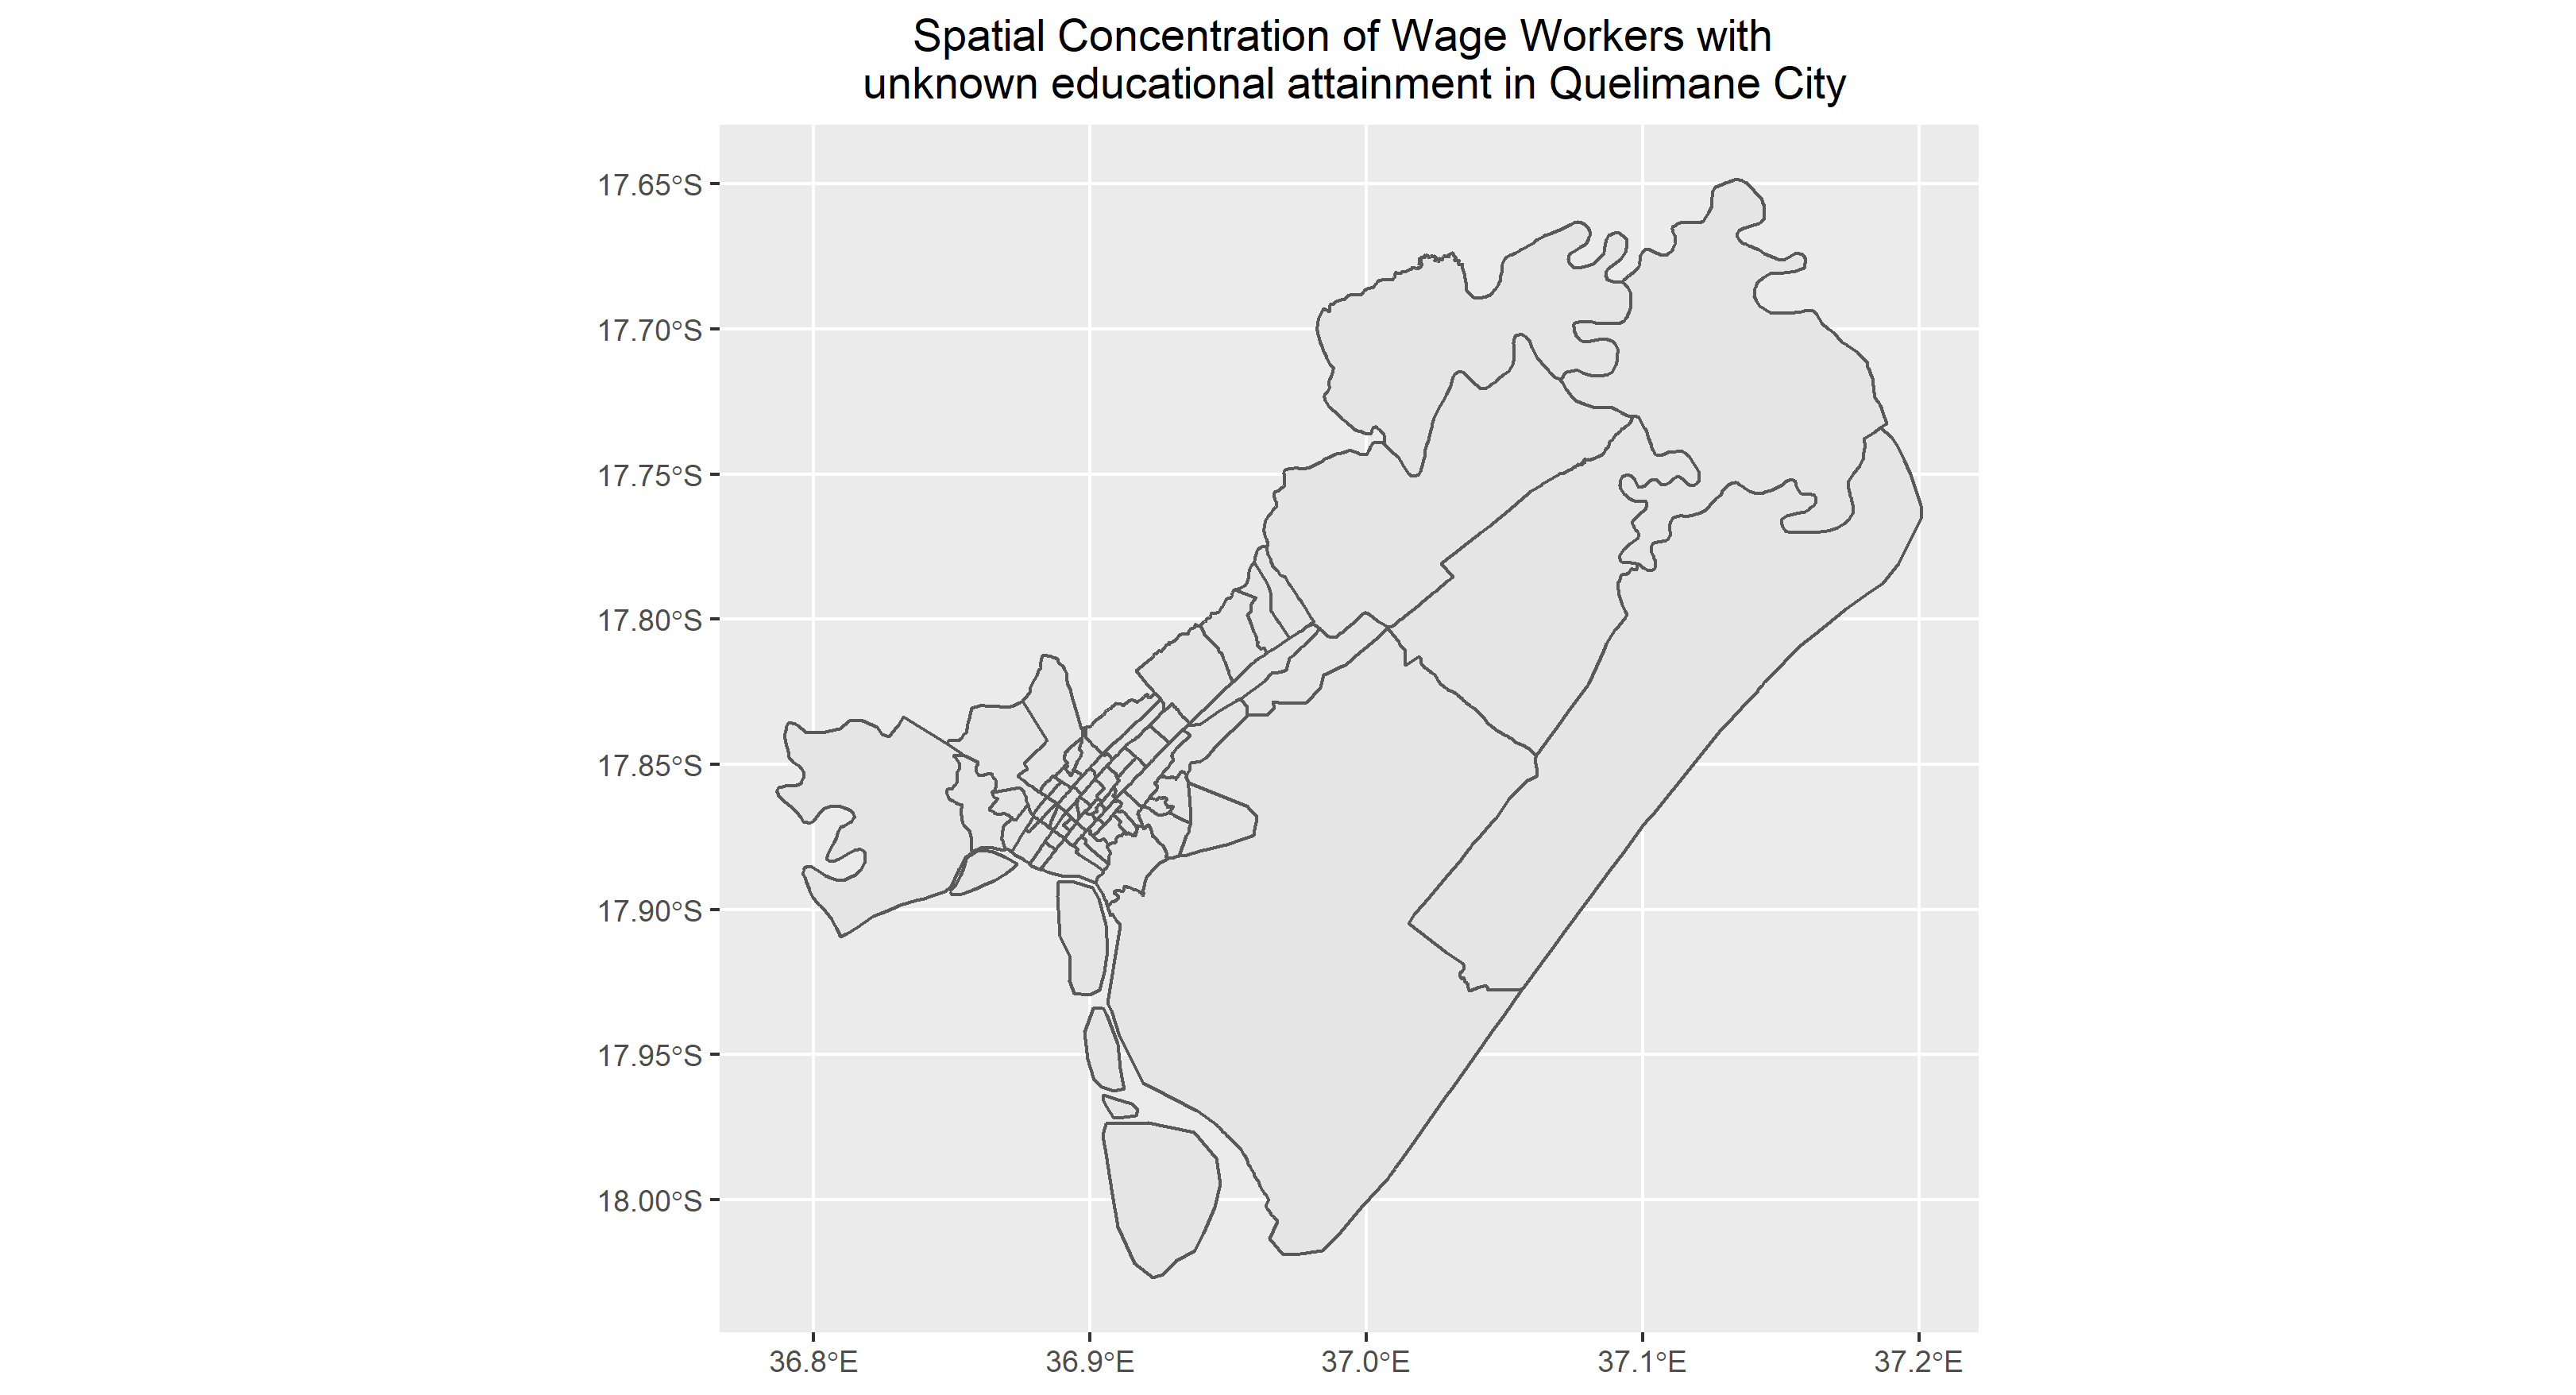 Spatial Concentration of Wage Workers with
unknown educational attainment in Quelimane City
17.65°S
17.70°S
17.75°S
17.80°S
17.85°S
17.90°S
17.95°S
18.00°S
36.8°E 36.9°E 37.0°E 37.1°E 37.2°E